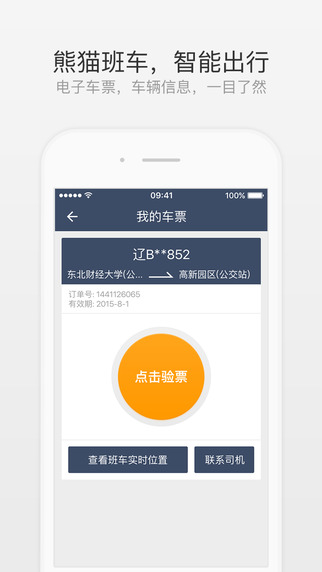 熊猫班车，智能出行
电子车票，车辆信息，一目了然
09:41
100%
我的车票
辽B**852
东北财经大学(公... 高新园区(公交站)
订单号: 1441126065
有效期: 2015-8-1
点击验票
查看班车实时位置
联系司机